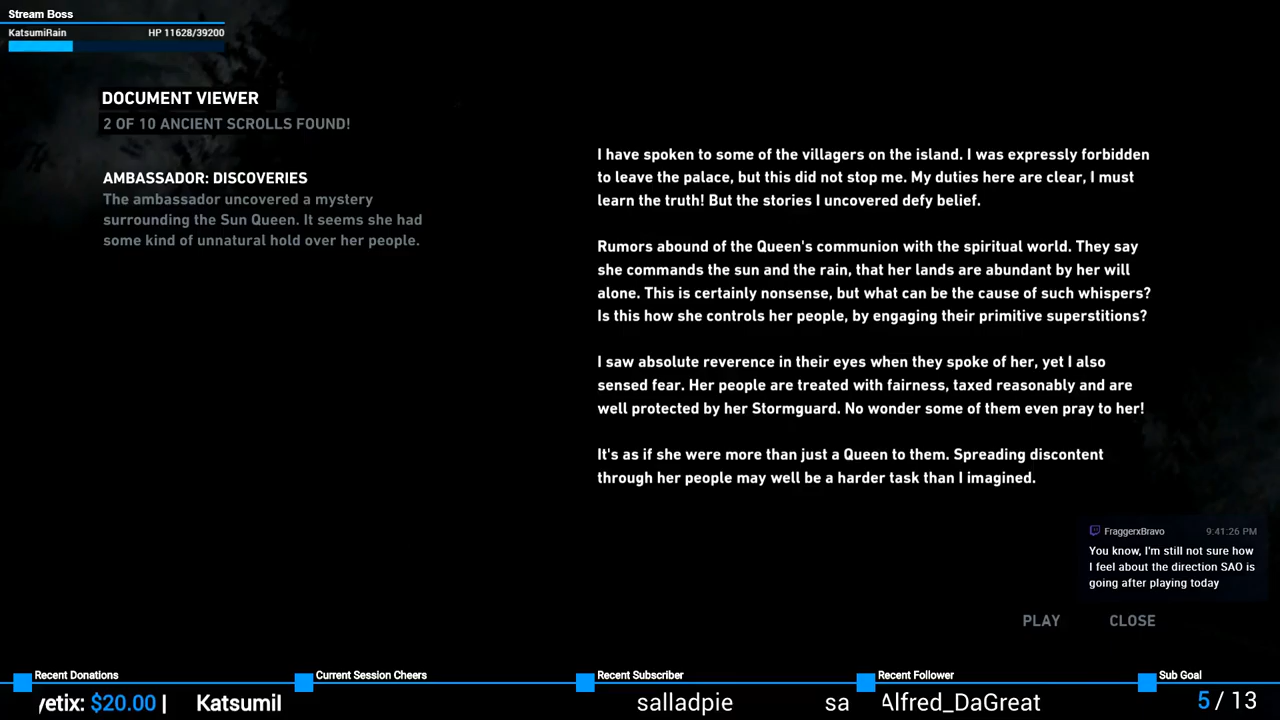 Stream Boss
KatsumiRain HP 11628/39200
DOCUMENT VIEWER
2 OF 10 ANCIENT SCROLLS FOUND!
AMBASSADOR: DISCOVERIES
The ambassador uncovered a mystery
surrounding the Sun Queen. It seems she had
some kind of unnatural hold over her people.
I have spoken to some of the villagers on the island. I was expressly forbidden
to leave the palace, but this did not stop me. My duties here are clear, I must
learn the truth! But the stories I uncovered defy belief.
Rumors abound of the Queen's communion with the spiritual world. They say
she commands the sun and the rain, that her lands are abundant by her will
alone. This is certainly nonsense, but what can be the cause of such whispers?
Is this how she controls her people, by engaging their primitive superstitions?
I saw absolute reverence in their eyes when they spoke of her, yet I also
sensed fear. Her people are treated with fairness, taxed reasonably and are
well protected by her Stormguard. No wonder some of them even pray to her!
It's as if she were more than just a Queen to them. Spreading discontent
through her people may well be a harder task than I imagined.
FraggerxBravo 9:41:26 PM
You know, I'm still not sure how
I feel about the direction SAO is
going after playing today
PLAY CLOSE
Recent Donations Current Session Cheers Recent Subscriber Recent Follower Sub Goal
etix: $20.00 | Katsumil salladpie sa Alfred_DaGreat 5 / 13